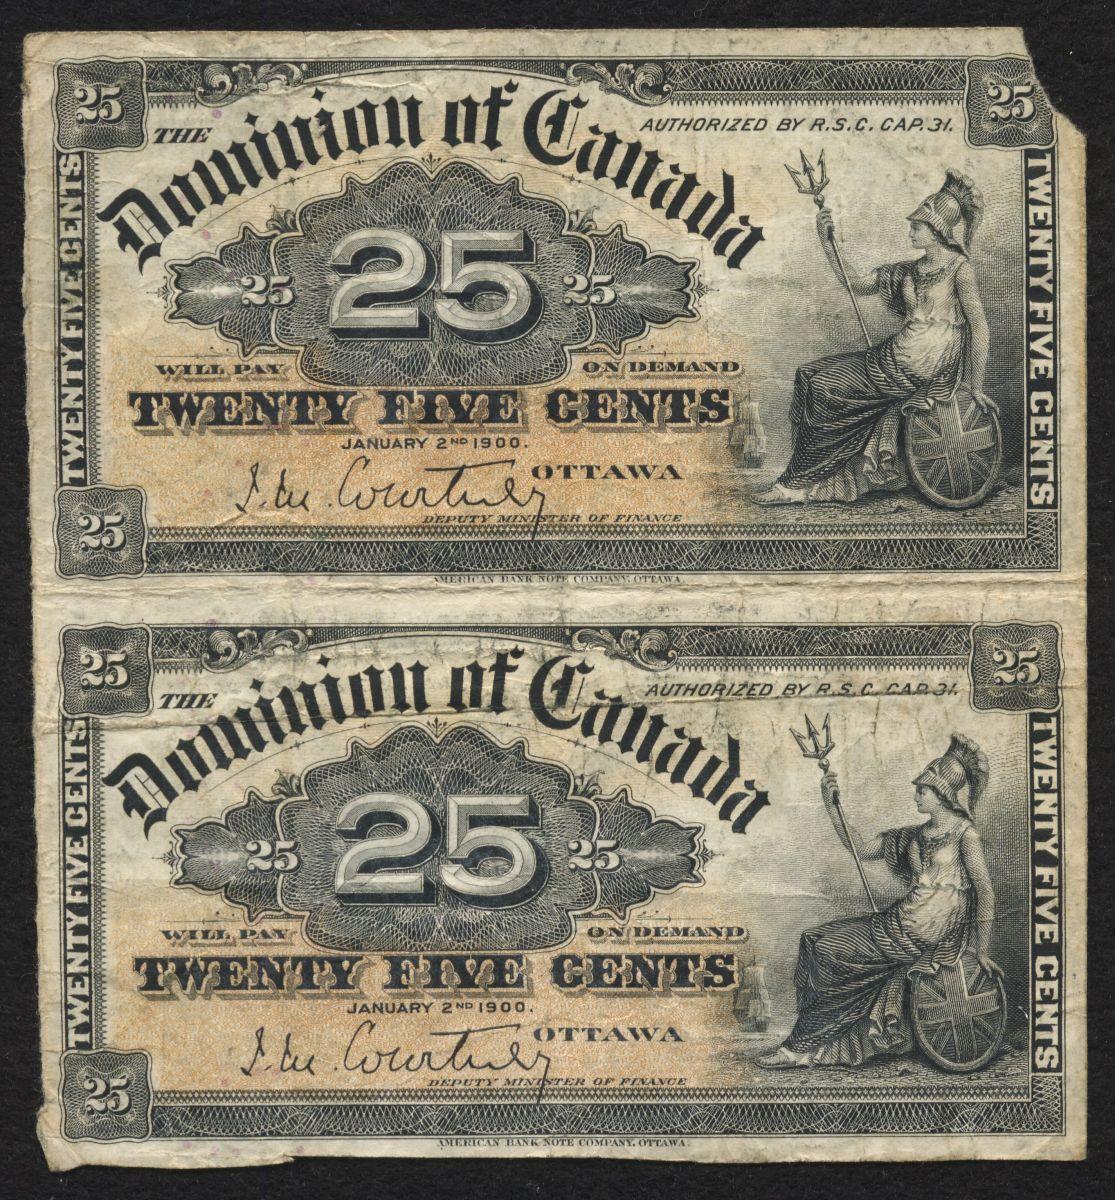 25
25
THE
Dominion of Canada
AUTHORIZED BY R.S.C. CAP. 31.
TWENTY FIVE CENTS
25
25
25
TWENTY FIVE CENTS
WILL PAY
ON DEMAND
TWENTY FIVE CENTS
JANUARY 2ND 1900.
OTTAWA
J. M. Courtney
DEPUTY MINISTER OF FINANCE
25
AMERICAN BANK NOTE COMPANY, OTTAWA
25
25
THE
Dominion of Canada
AUTHORIZED BY R.S.C. CAP. 31.
TWENTY FIVE CENTS
25
25
25
TWENTY FIVE CENTS
WILL PAY
ON DEMAND
TWENTY FIVE CENTS
JANUARY 2ND 1900.
OTTAWA
J. M. Courtney
DEPUTY MINISTER OF FINANCE
25
AMERICAN BANK NOTE COMPANY, OTTAWA